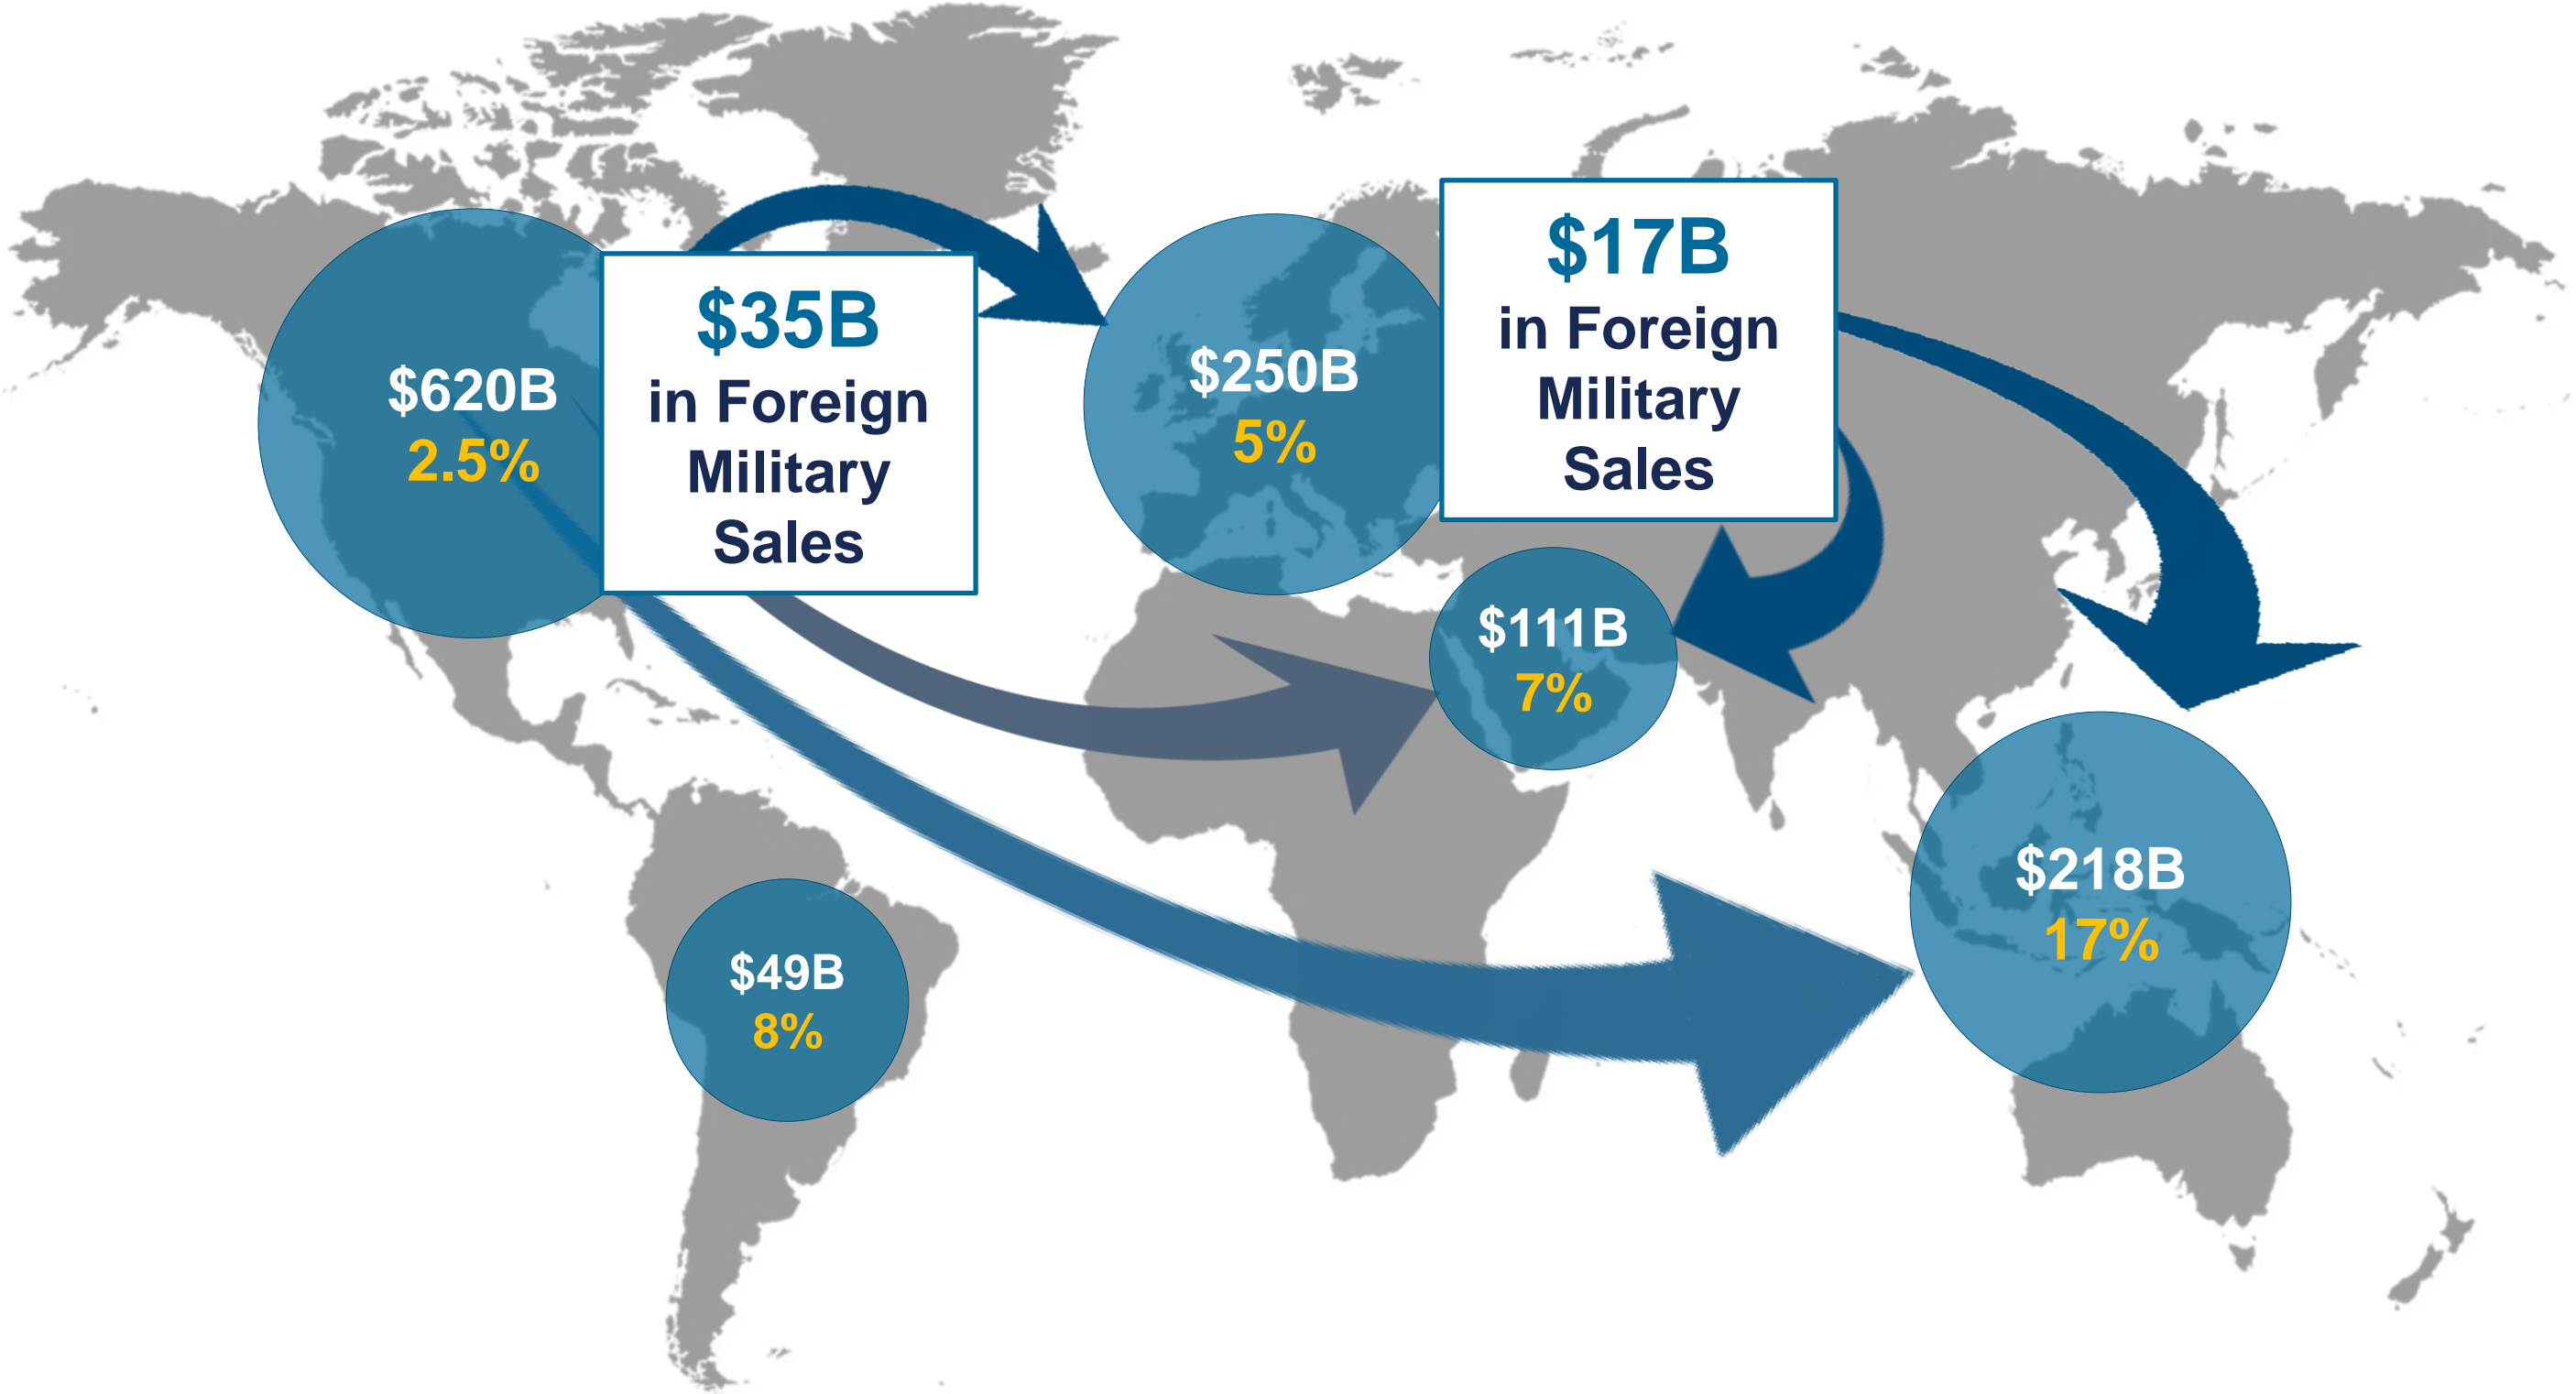 $620B
2.5%
$35B
in Foreign
Military
Sales
$250B
5%
$17B
in Foreign
Military
Sales
$111B
7%
$49B
8%
$218B
17%